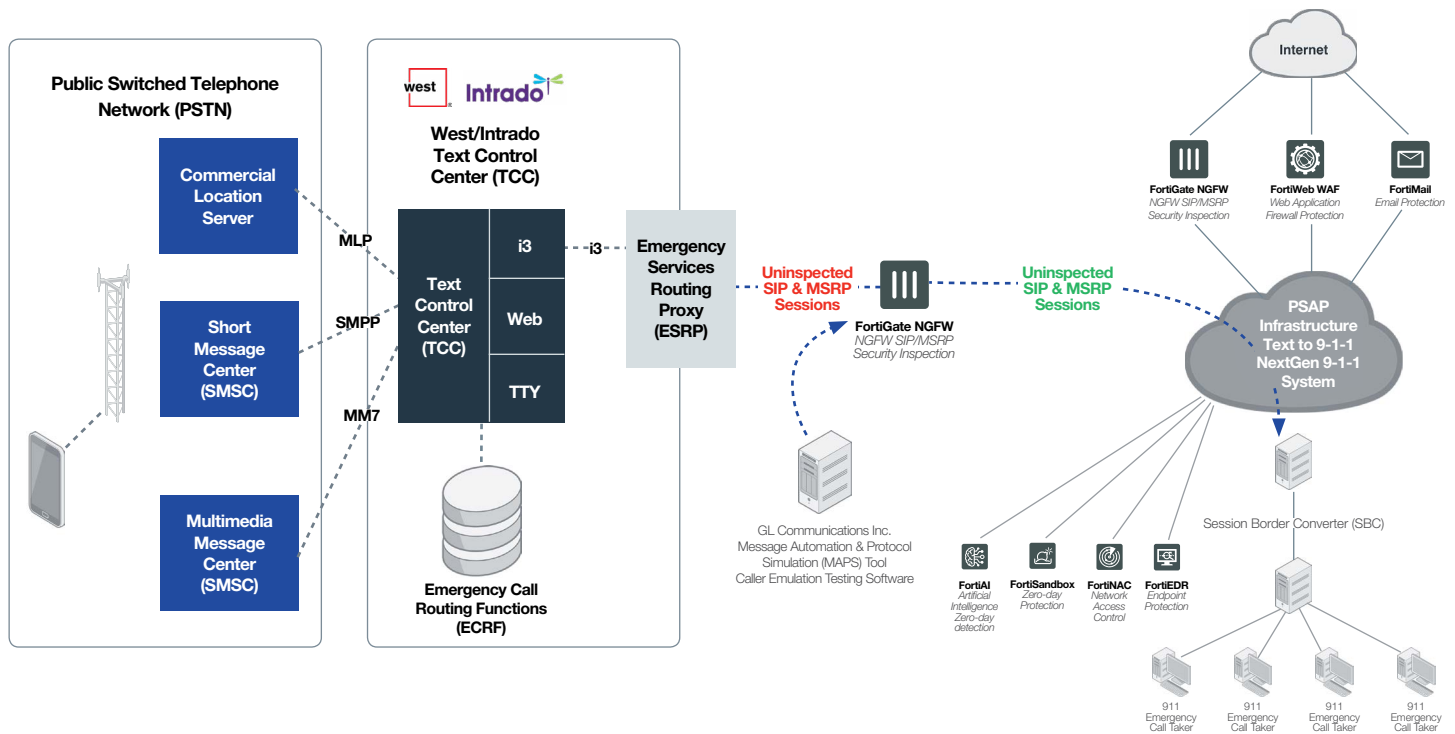 Public Switched Telephone
Network (PSTN)
Commercial
Location
Server
Short
Message
Center
(SMSC)
Multimedia
Message
Center
(SMSC)
MLP
SMPP
MM7
west
Intrado
West/Intrado
Text Control
Center (TCC)
Text
Control
Center
(TCC)
i3
Web
TTY
i3
Emergency Call
Routing Functions
(ECRF)
Emergency
Services
Routing
Proxy
(ESRP)
Uninspected
SIP & MSRP
Sessions
FortiGate NGFW
NGFW SIP/MSRP
Security Inspection
GL Communications Inc.
Message Automation & Protocol
Simulation (MAPS) Tool
Caller Emulation Testing Software
Uninspected
SIP & MSRP
Sessions
Internet
FortiGate NGFW
NGFW SIP/MSRP
Security Inspection
FortiWeb WAF
Web Application
Firewall Protection
FortiMail
Email Protection
PSAP
Infrastructure
Text to 9-1-1
NextGen 9-1-1
System
FortiAI
Artificial
Intelligence
Zero-day
detection
FortiSandbox
Zero-day
Protection
FortiNAC
Network
Access
Control
FortiEDR
Endpoint
Protection
Session Border Converter (SBC)
911
Emergency
Call Taker
911
Emergency
Call Taker
911
Emergency
Call Taker
911
Emergency
Call Taker